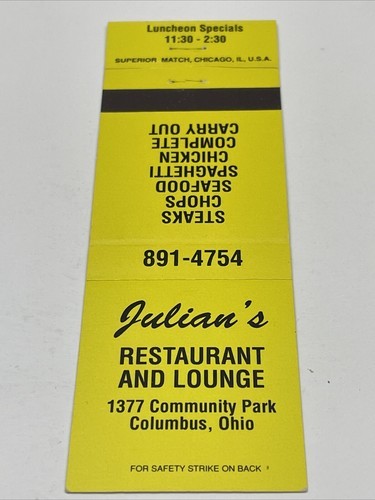 Luncheon Specials
11:30 - 2:30
SUPERIOR MATCH, CHICAGO, IL, U.S.A.
STEAKS
CHOPS
SEAFOOD
SPAGHETTI
CHICKEN
COMPLETE
CARRY OUT
891-4754
Julian's
RESTAURANT
AND LOUNGE
1377 Community Park
Columbus, Ohio
FOR SAFETY STRIKE ON BACK